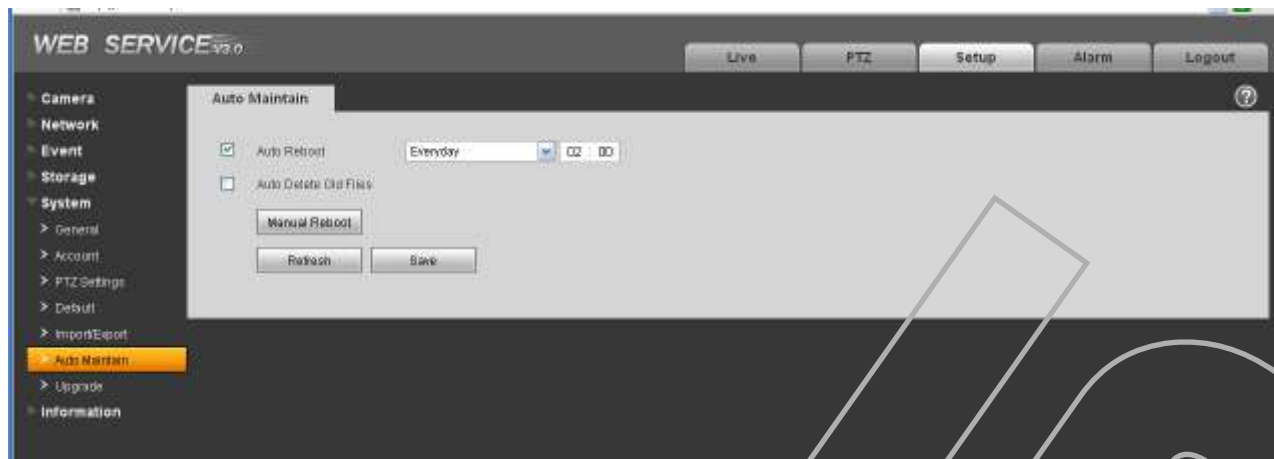 WEB SERVICE V3.0
Live
PTZ
Setup
Alarm
Logout
Camera
Network
Event
Storage
System
> General
> Account
> PTZ Settings
> Default
> Import/Export
> Auto Maintain
> Upgrade
Information
Auto Maintain
?
Auto Reboot Everyday 02 : 00
Auto Delete Old Files
Manual Reboot
Refresh Save